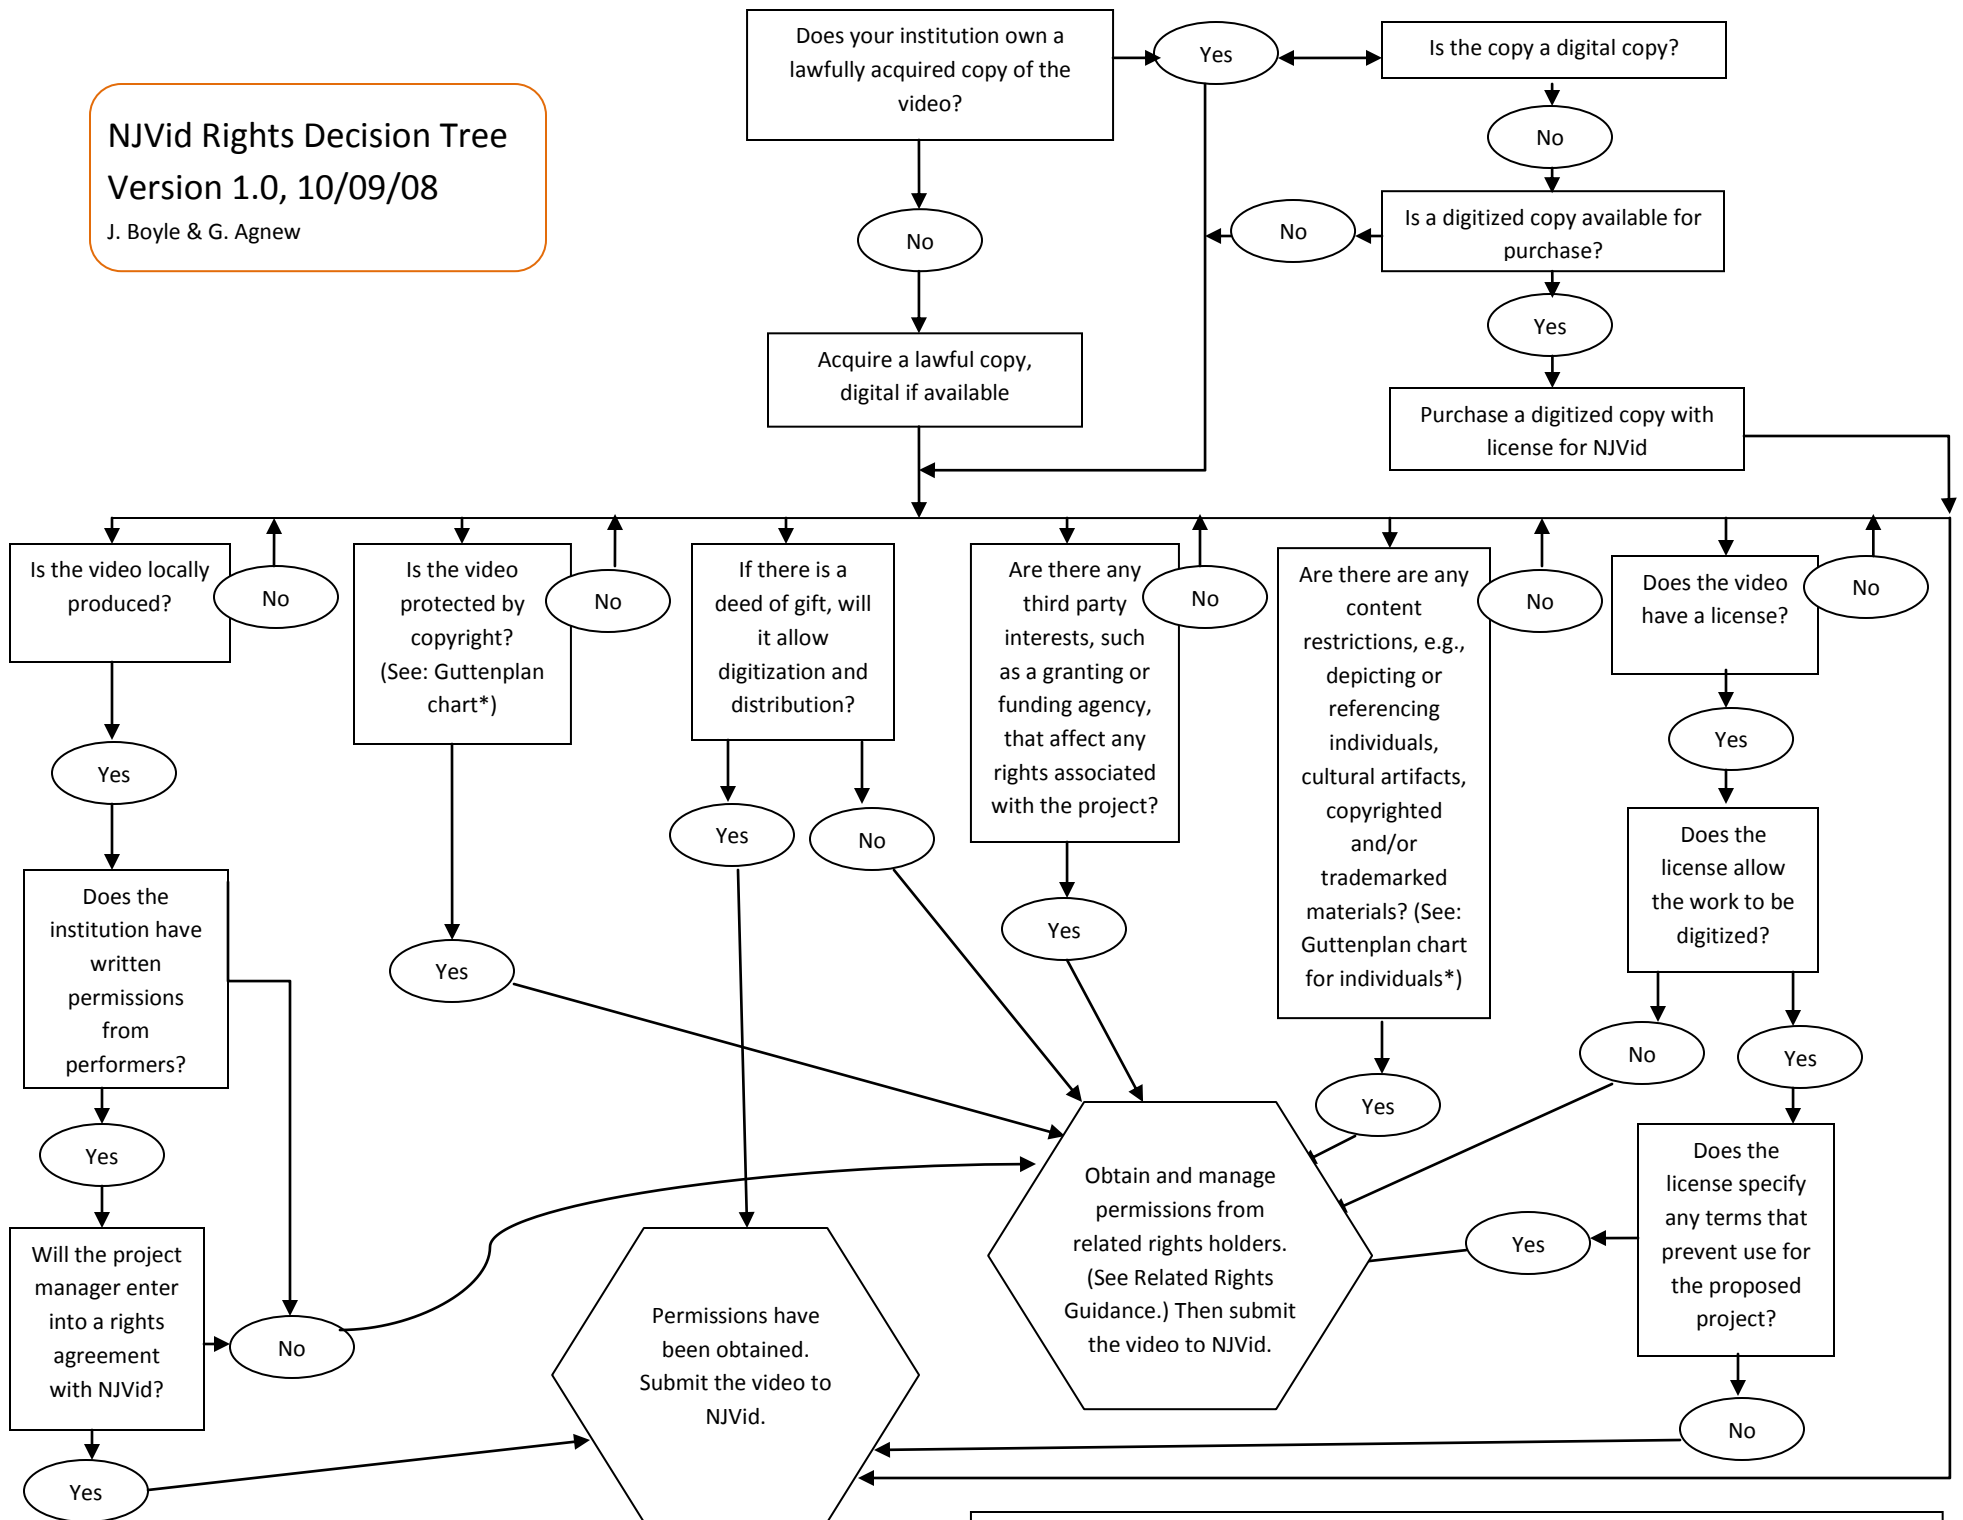 Does your institution own a
lawfully acquired copy of the
video?
Yes
Is the copy a digital copy?
NJVid Rights Decision Tree
Version 1.0, 10/09/08
J. Boyle & G. Agnew
No
No
Is a digitized copy available for
purchase?
No
Yes
Acquire a lawful copy,
digital if available
Purchase a digitized copy with
license for NJVid
Is the video locally
produced?
No
Is the video
protected by
copyright?
(See: Guttenplan
chart*)
No
If there is a
deed of gift, will
it allow
digitization and
distribution?
Are there any
third party
interests, such
as a granting or
funding agency,
that affect any
rights associated
with the project?
No
Are there are any
content
restrictions, e.g.,
depicting or
referencing
individuals,
cultural artifacts,
copyrighted
and/or
trademarked
materials? (See:
Guttenplan chart
for individuals*)
No
Does the video
have a license?
No
Yes
Yes
Yes
No
Does the
license allow
the work to be
digitized?
Does the
institution have
written
permissions
from
performers?
Yes
Yes
No
Yes
Yes
Yes
Does the
license specify
any terms that
prevent use for
the proposed
project?
Obtain and manage
permissions from
related rights holders.
(See Related Rights
Guidance.) Then submit
the video to NJVid.
Yes
Will the project
manager enter
into a rights
agreement
with NJVid?
No
Permissions have
been obtained.
Submit the video to
NJVid.
No
Yes